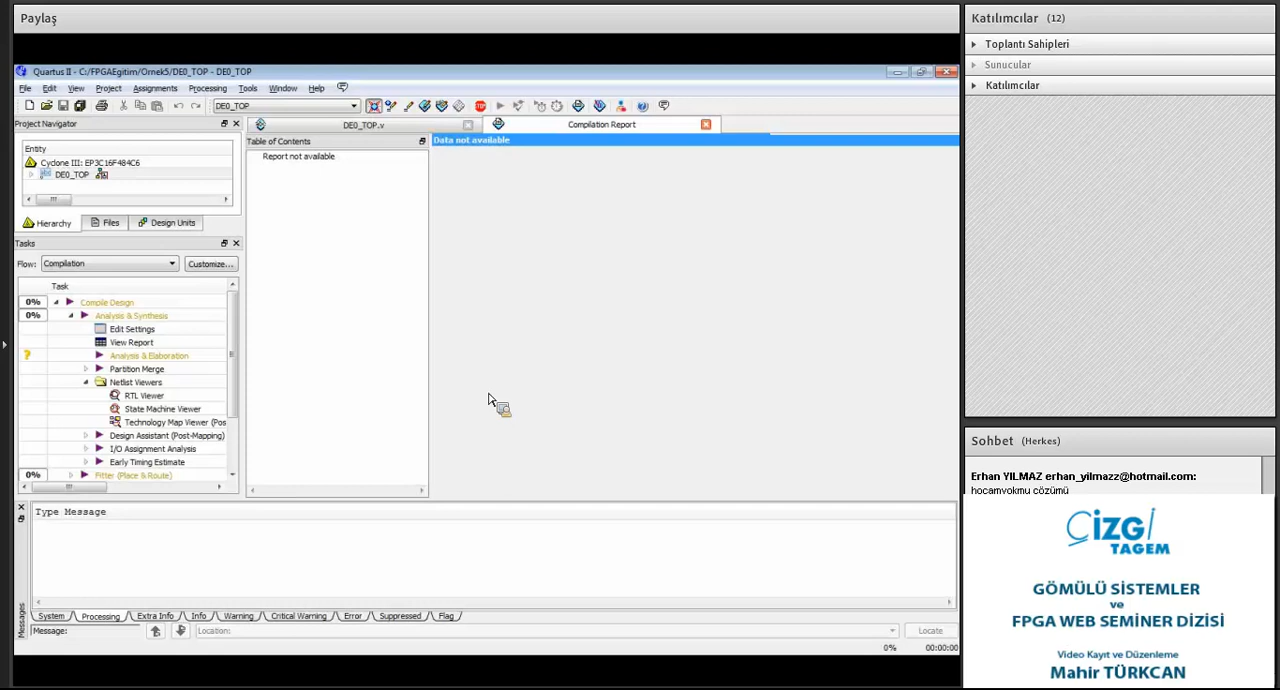 Paylaş
Quartus II - C:/FPGAEgitim/Ornek5/DE0_TOP - DE0_TOP
File Edit View Project Assignments Processing Tools Window Help
DE0_TOP
Project Navigator
DE0_TOP.v
Compilation Report
Entity
Cyclone III: EP3C16F484C6
DE0_TOP
Hierarchy Files Design Units
Table of Contents
Report not available
Data not available
Tasks
Flow: Compilation Customize...
Task
0% Compile Design
0% Analysis & Synthesis
Edit Settings
View Report
? Analysis & Elaboration
Partition Merge
Netlist Viewers
RTL Viewer
State Machine Viewer
Technology Map Viewer (Pos
Design Assistant (Post-Mapping)
I/O Assignment Analysis
Early Timing Estimate
0% Fitter (Place & Route)
Type Message
System Processing Extra Info Info Warning Critical Warning Error Suppressed Flag
Messages
Message: Location: Locate
0% 00:00:00
Katılımcılar (12)
Toplantı Sahipleri
Sunucular
Katılımcılar
Sohbet (Herkes)
Erhan YILMAZ erhan_yilmazz@hotmail.com:
hocamyokmu çözümü
ÇİZGİ
TAGEM
GÖMÜLÜ SİSTEMLER
ve
FPGA WEB SEMİNER DİZİSİ
Video Kayıt ve Düzenleme
Mahir TÜRKCAN